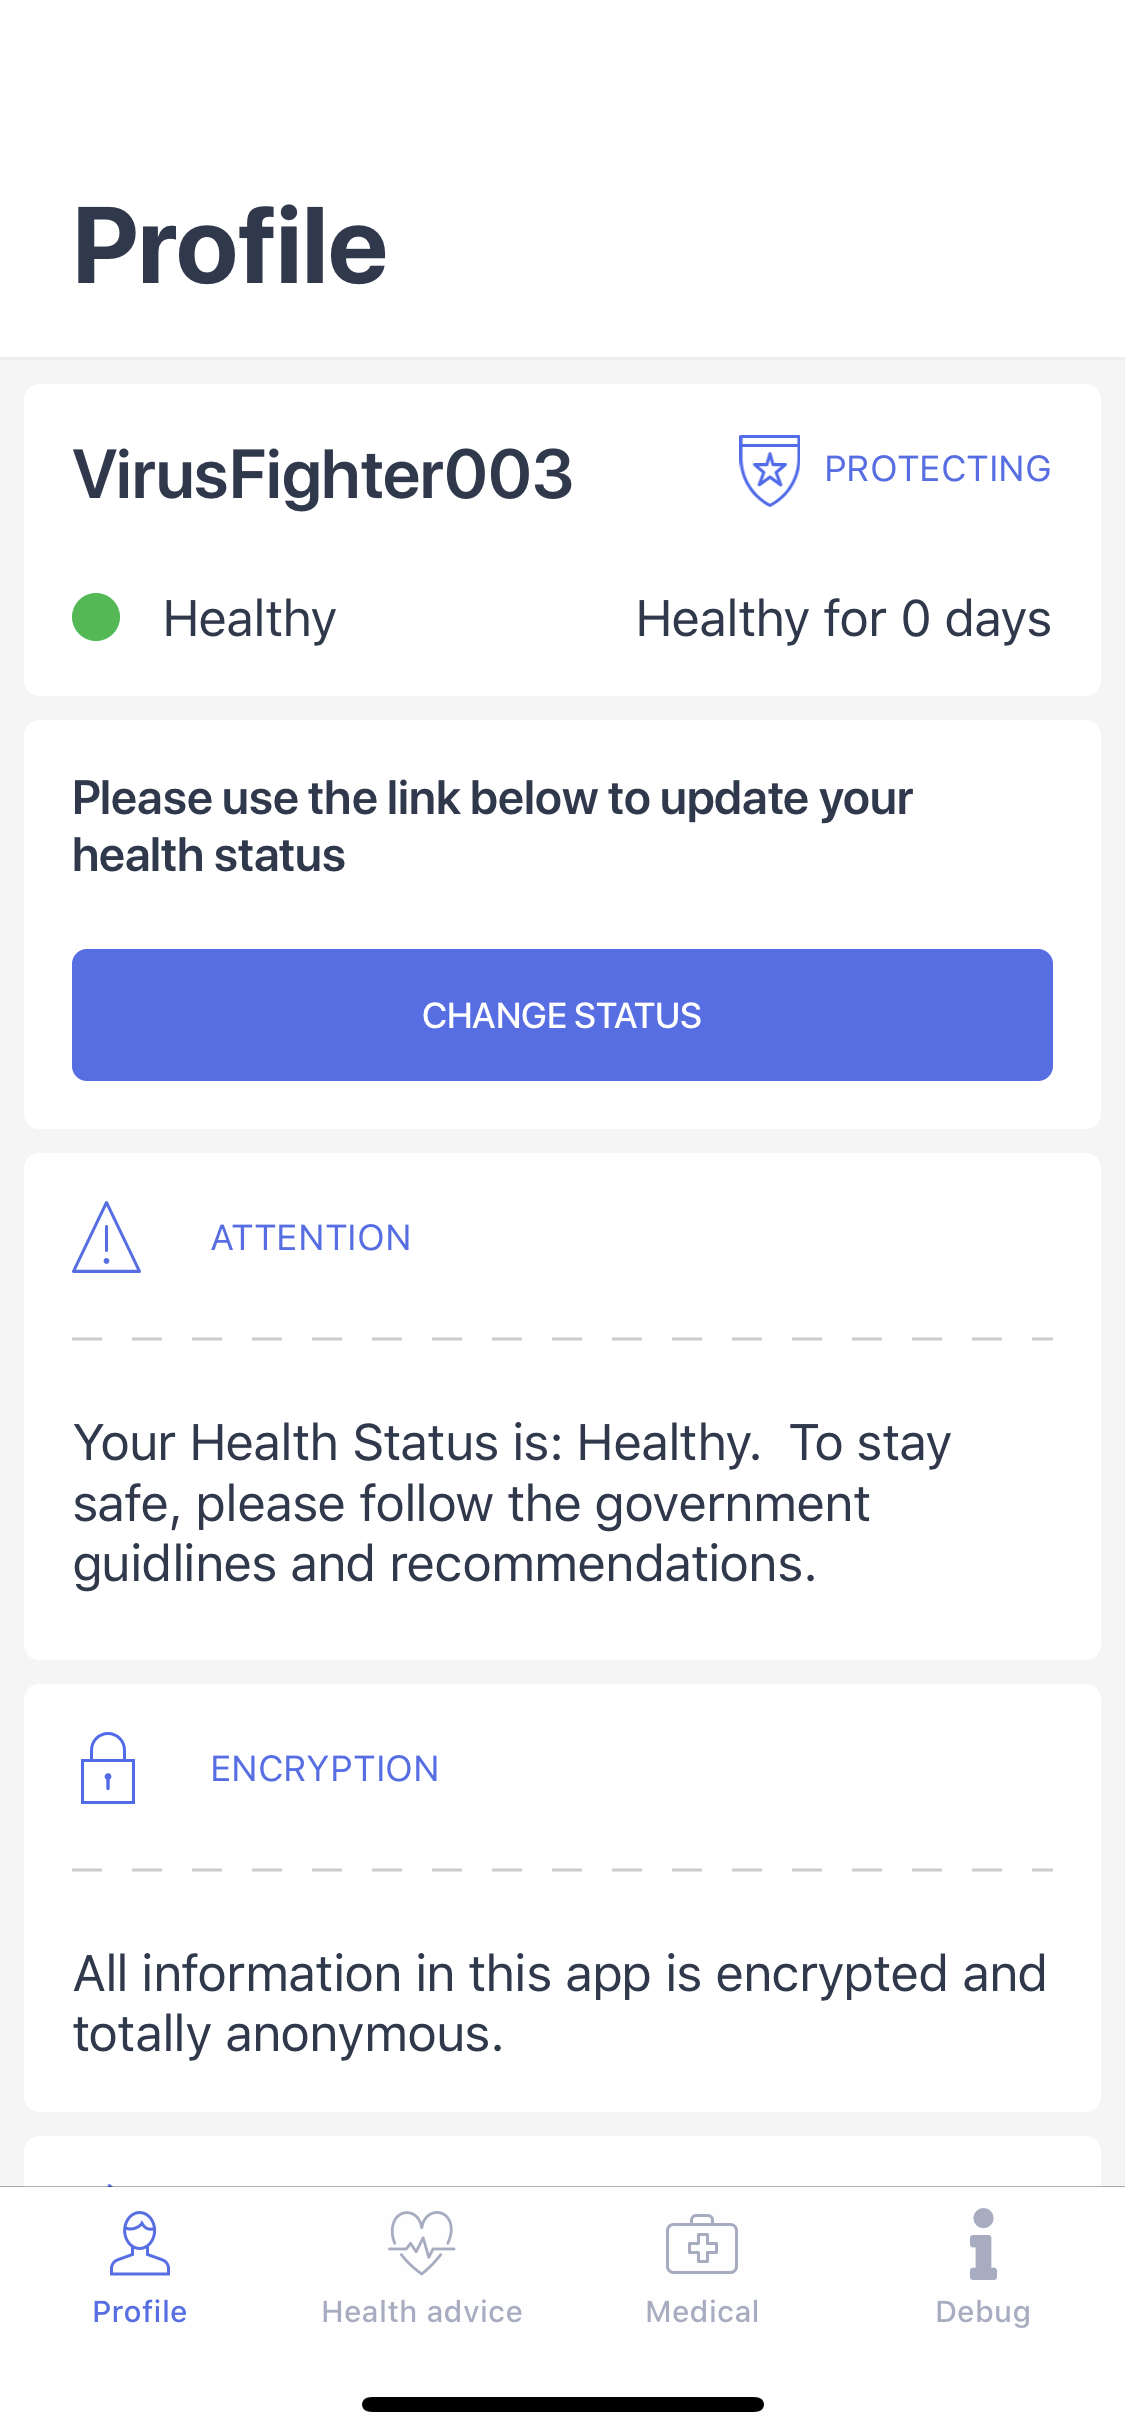 Profile
VirusFighter003
PROTECTING
Healthy
Healthy for 0 days
Please use the link below to update your
health status
CHANGE STATUS
ATTENTION
Your Health Status is: Healthy.  To stay
safe, please follow the government
guidlines and recommendations.
ENCRYPTION
All information in this app is encrypted and
totally anonymous.
Profile
Health advice
Medical
Debug